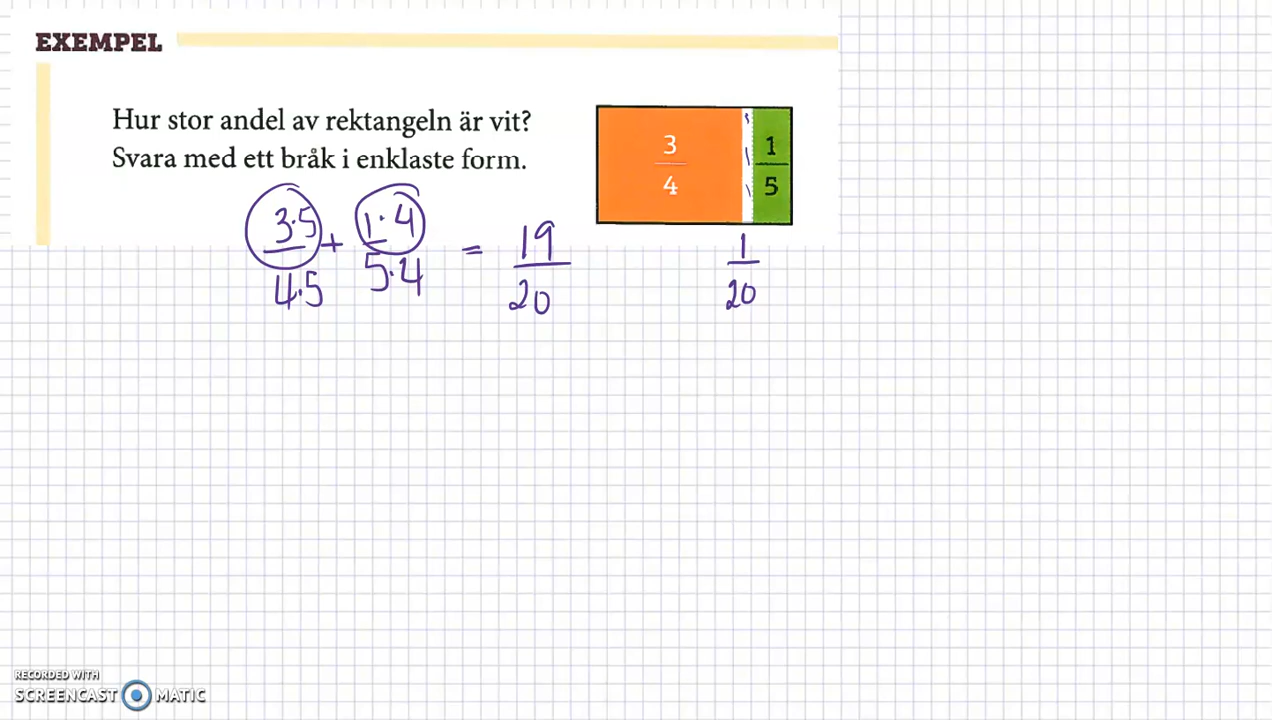 EXEMPEL
Hur stor andel av rektangeln är vit?
Svara med ett bråk i enklaste form.
3
4
1
5
3·5 + 1·4 = 19
4·5 5·4 20
1
20
RECORDED WITH
SCREENCAST MATIC